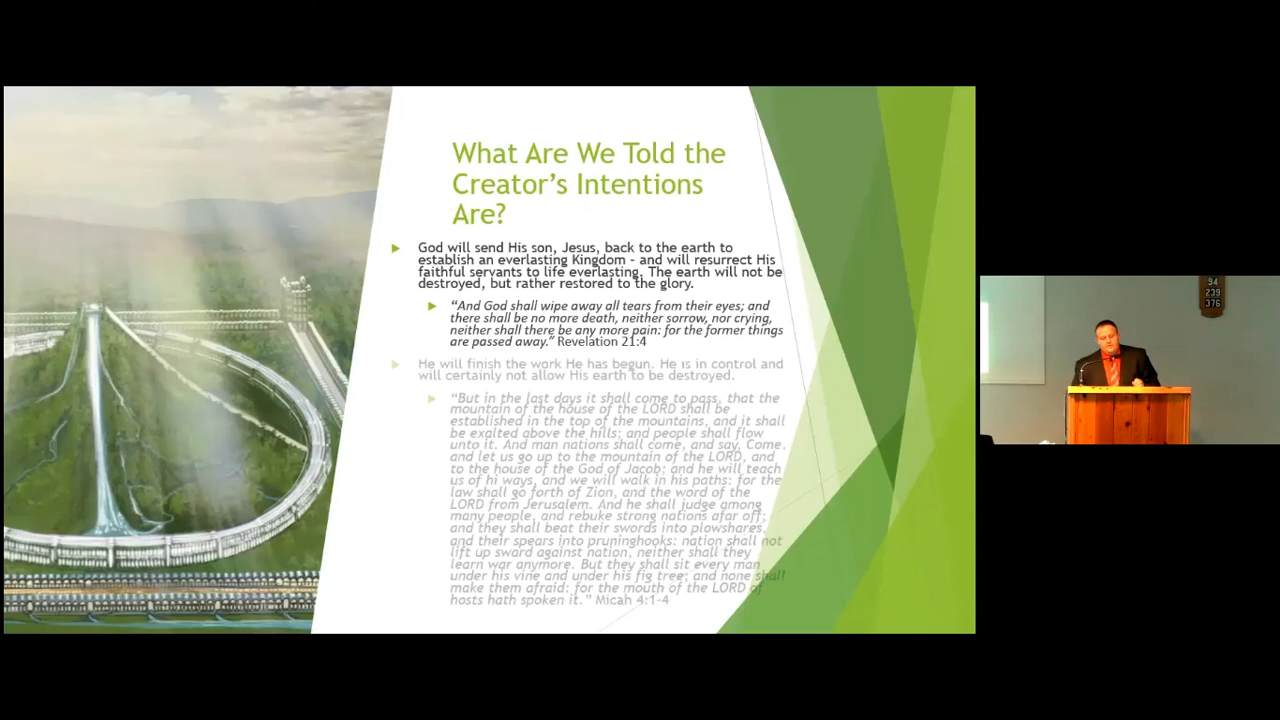 What Are We Told the
Creator's Intentions
Are?
God will send His son, Jesus, back to the earth to
establish an everlasting Kingdom - and will resurrect His
faithful servants to life everlasting. The earth will not be
destroyed, but rather restored to the glory.
"And God shall wipe away all tears from their eyes; and
there shall be no more death, neither sorrow, nor crying,
neither shall there be any more pain: for the former things
are passed away." Revelation 21:4
He will finish the work He has begun. He is in control and
will certainly not allow His earth to be destroyed.
"But in the last days it shall come to pass, that the
mountain of the house of the LORD shall be
established in the top of the mountains, and it shall
be exalted above the hills; and people shall flow
unto it. And man nations shall come, and say, Come,
and let us go up to the mountain of the LORD, and
to the house of the God of Jacob; and he will teach
us of hi ways, and we will walk in his paths: for the
law shall go forth of Zion, and the word of the
LORD from Jerusalem. And he shall judge among
many people, and rebuke strong nations afar off;
and they shall beat their swords into plowshares,
and their spears into pruninghooks: nation shall not
lift up sward against nation, neither shall they
learn war anymore. But they shall sit every man
under his vine and under his fig tree; and none shall
make them afraid: for the mouth of the LORD of
hosts hath spoken it." Micah 4:1-4
94
239
376